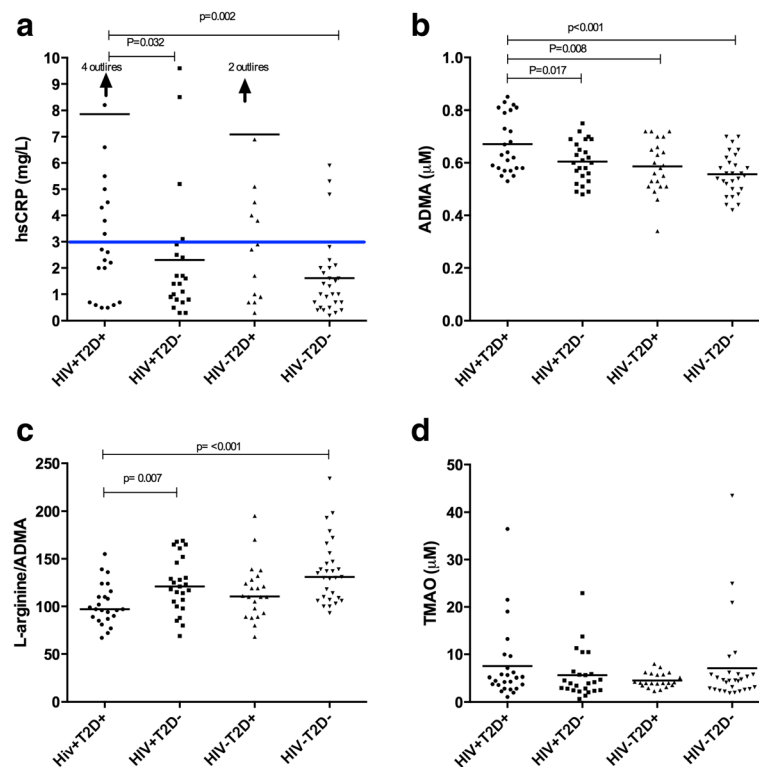 a
p=0.002
P=0.032
4 outlires
2 outlires
10
9
8
7
6
5
4
3
2
1
0
hsCRP (mg/L)
HIV+T2D+
HIV+T2D-
HIV-T2D+
HIV-T2D-
b
p<0.001
P=0.008
P=0.017
1.0
0.8
0.6
0.4
0.2
0.0
ADMA (μM)
HIV+T2D+
HIV+T2D-
HIV-T2D+
HIV-T2D-
c
p= <0.001
p= 0.007
250
200
150
100
50
0
L-arginine/ADMA
Hiv+T2D+
HIV+T2D-
HIV-T2D+
HIV-T2D-
d
50
40
30
20
10
0
TMAO (μM)
HIV+T2D+
HIV+T2D-
HIV-T2D+
HIV-T2D-